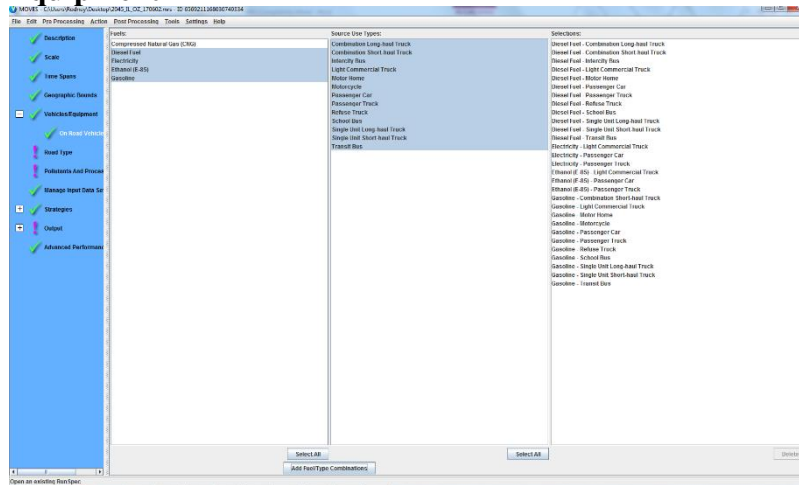 MOVES - C:\Users\Rodney\Desktop\2045_IL_OZ_170602.mrs - ID
File Edit Pre Processing Action Post Processing Tools Settings Help
Description
Scale
Time Spans
Geographic Bounds
Vehicles/Equipment
On Road Vehicle
Road Type
Pollutants And Proces
Manage Input Data Se
Strategies
Output
Advanced Performanc
Fuels:
Compressed Natural Gas (CNG)
Diesel Fuel
Electricity
Ethanol (E-85)
Gasoline
Select All
Source Use Types:
Combination Long-haul Truck
Combination Short-haul Truck
Intercity Bus
Light Commercial Truck
Motor Home
Motorcycle
Passenger Car
Passenger Truck
Refuse Truck
School Bus
Single Unit Long-haul Truck
Single Unit Short-haul Truck
Transit Bus
Select All
Selections:
Diesel Fuel - Combination Long-haul Truck
Diesel Fuel - Combination Short-haul Truck
Diesel Fuel - Intercity Bus
Diesel Fuel - Light Commercial Truck
Diesel Fuel - Motor Home
Diesel Fuel - Passenger Car
Diesel Fuel - Passenger Truck
Diesel Fuel - Refuse Truck
Diesel Fuel - School Bus
Diesel Fuel - Single Unit Long-haul Truck
Diesel Fuel - Single Unit Short-haul Truck
Diesel Fuel - Transit Bus
Electricity - Light Commercial Truck
Electricity - Passenger Car
Electricity - Passenger Truck
Ethanol (E-85) - Light Commercial Truck
Ethanol (E-85) - Passenger Car
Ethanol (E-85) - Passenger Truck
Gasoline - Combination Short-haul Truck
Gasoline - Light Commercial Truck
Gasoline - Motor Home
Gasoline - Motorcycle
Gasoline - Passenger Car
Gasoline - Passenger Truck
Gasoline - Refuse Truck
Gasoline - School Bus
Gasoline - Single Unit Long-haul Truck
Gasoline - Single Unit Short-haul Truck
Gasoline - Transit Bus
Delete
Add Fuel/Type Combinations
Open an existing RunSpec